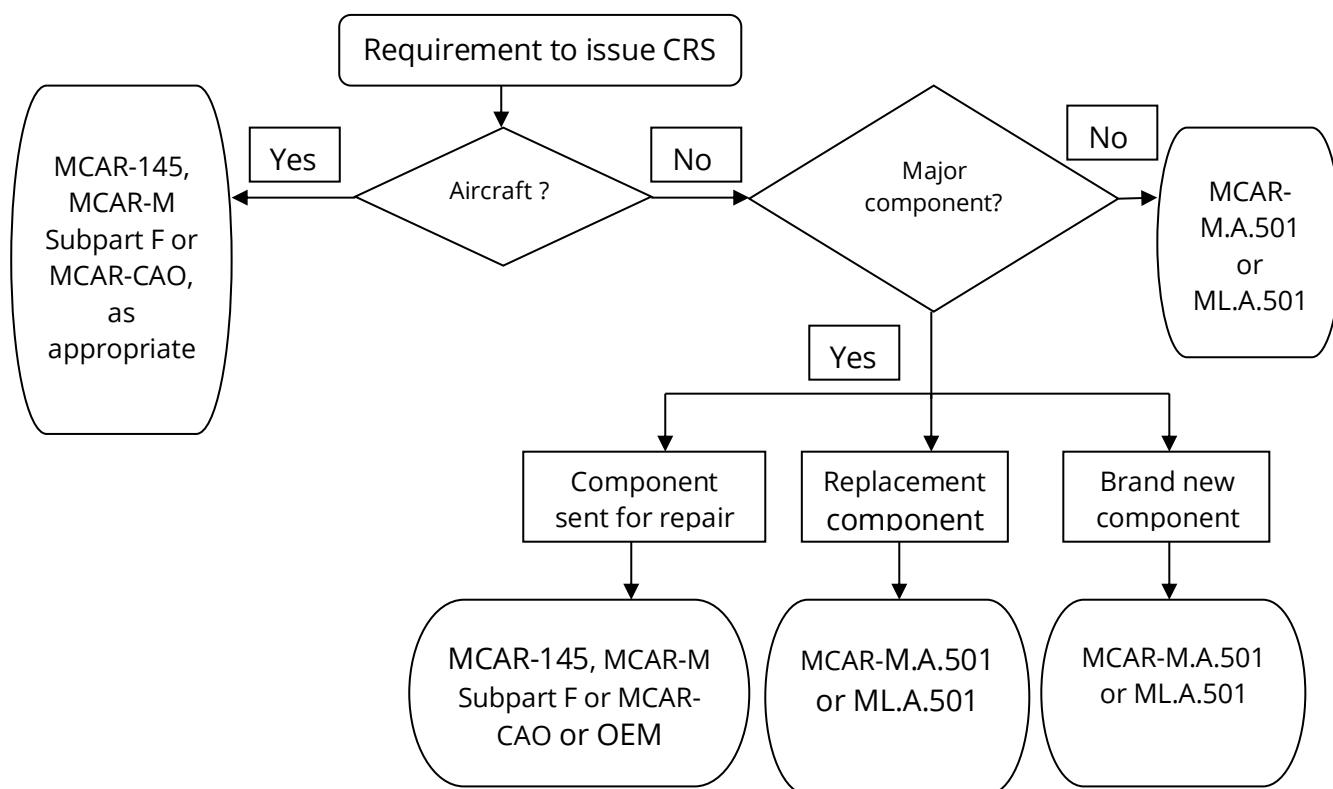 Requirement to issue CRS
Yes
Aircraft ?
No
Major
component?
No
MCAR-145,
MCAR-M
Subpart F or
MCAR-CAO,
as
appropriate
MCAR-
M.A.501
or
ML.A.501
Yes
Component
sent for repair
Replacement
component
Brand new
component
MCAR-145, MCAR-M
Subpart F or MCAR-
CAO or OEM
MCAR-M.A.501
or ML.A.501
MCAR-M.A.501
or ML.A.501